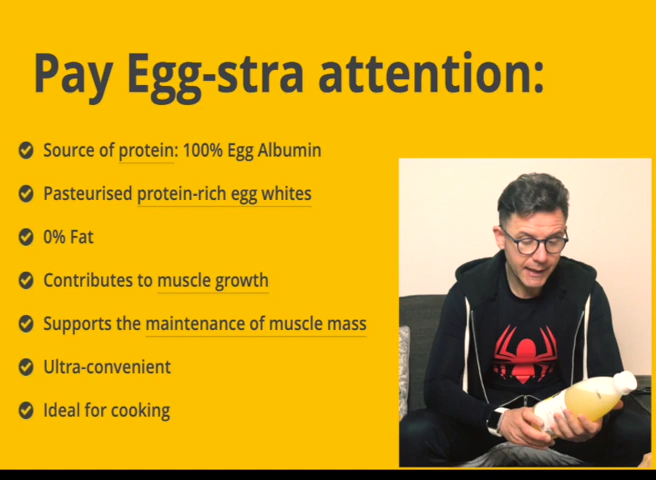 Pay Egg-stra attention:
Source of protein: 100% Egg Albumin
Pasteurised protein-rich egg whites
0% Fat
Contributes to muscle growth
Supports the maintenance of muscle mass
Ultra-convenient
Ideal for cooking